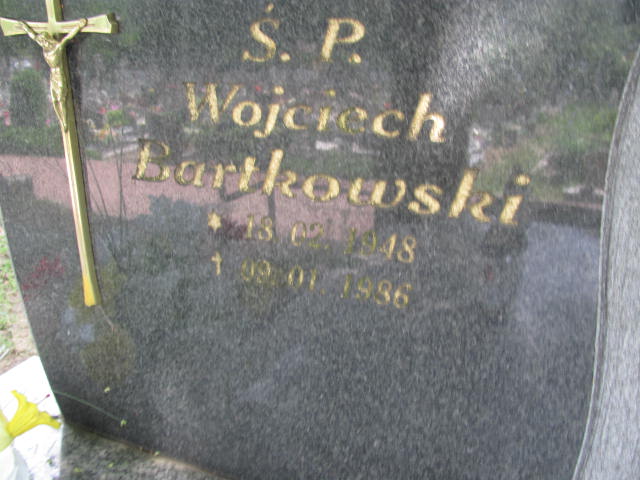 Ś. P.
Wojciech
Bartkowski
* 18 02. 1948
† 09. 01. 1986